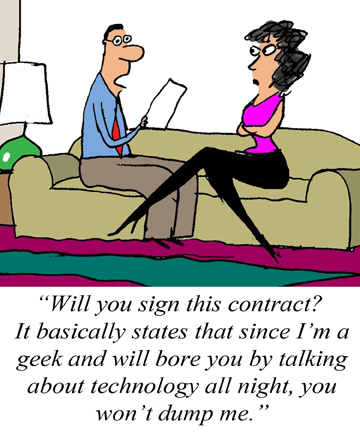 “Will you sign this contract?
It basically states that since I’m a
geek and will bore you by talking
about technology all night, you
won’t dump me.”